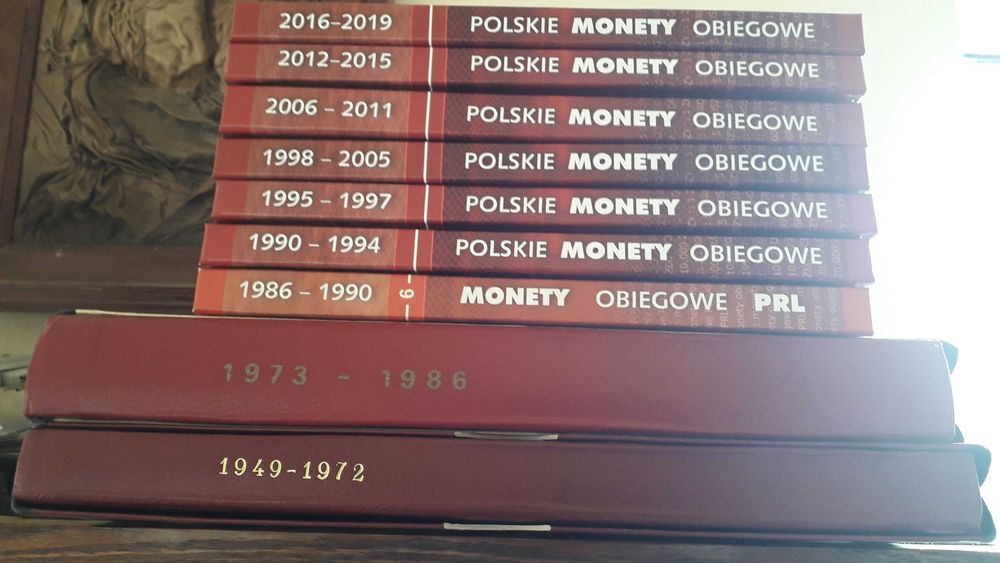 2016-2019 POLSKIE MONETY OBIEGOWE
2012-2015 POLSKIE MONETY OBIEGOWE
2006 - 2011 POLSKIE MONETY OBIEGOWE
1998 - 2005 POLSKIE MONETY OBIEGOWE
1995 - 1997 POLSKIE MONETY OBIEGOWE
1990 - 1994 POLSKIE MONETY OBIEGOWE
1986 - 1990 - 6 - MONETY OBIEGOWE PRL
1973 - 1986
1949-1972